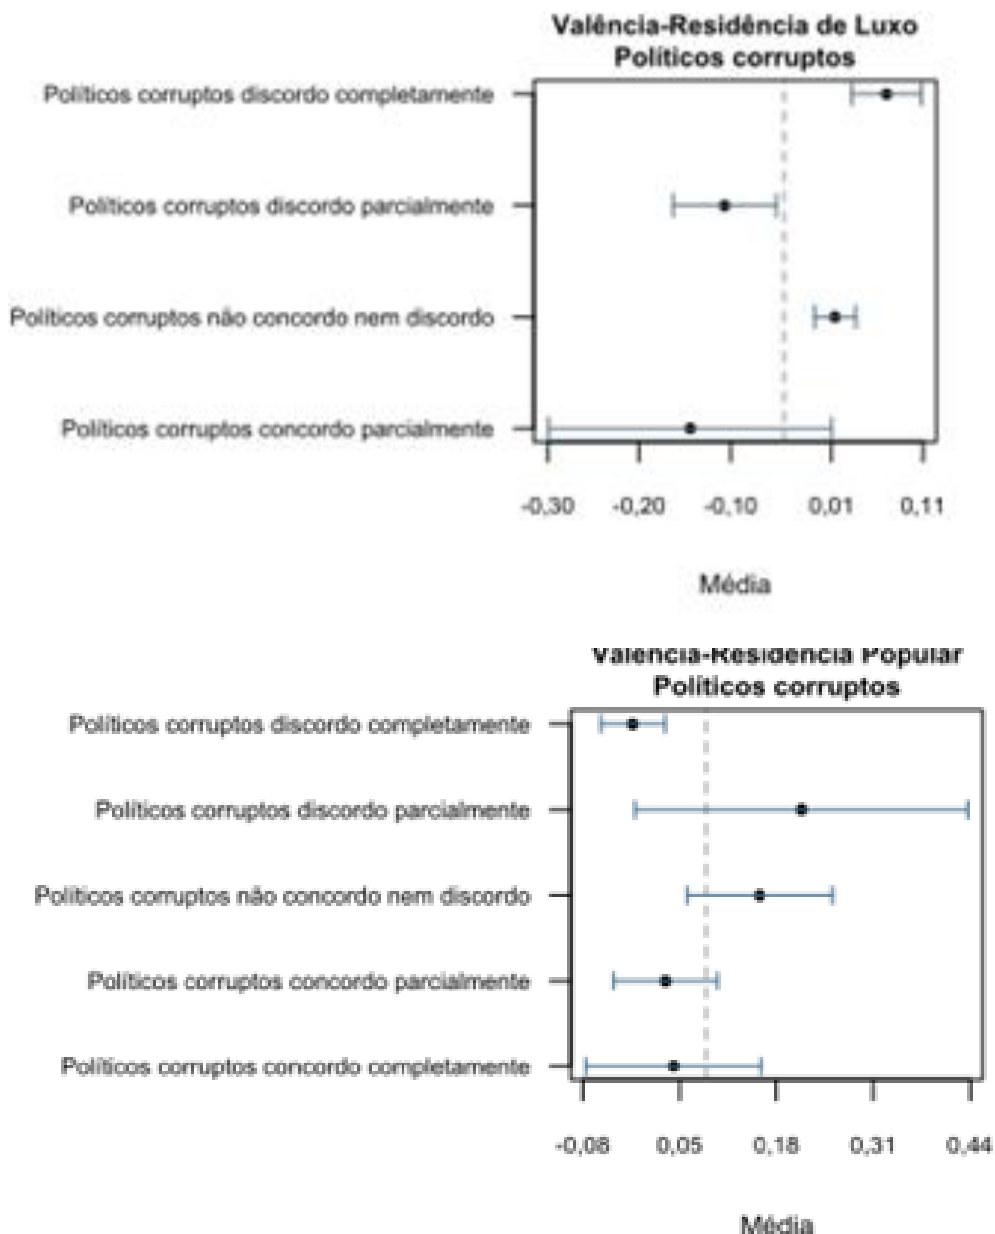 Valência-Residência de Luxo
Políticos corruptos
Políticos corruptos discordo completamente
Políticos corruptos discordo parcialmente
Políticos corruptos não concordo nem discordo
Políticos corruptos concordo parcialmente
-0,30 -0,20 -0,10 0,01 0,11
Média
Valência-Residência Popular
Políticos corruptos
Políticos corruptos discordo completamente
Políticos corruptos discordo parcialmente
Políticos corruptos não concordo nem discordo
Políticos corruptos concordo parcialmente
Políticos corruptos concordo completamente
-0,08 0,05 0,18 0,31 0,44
Média